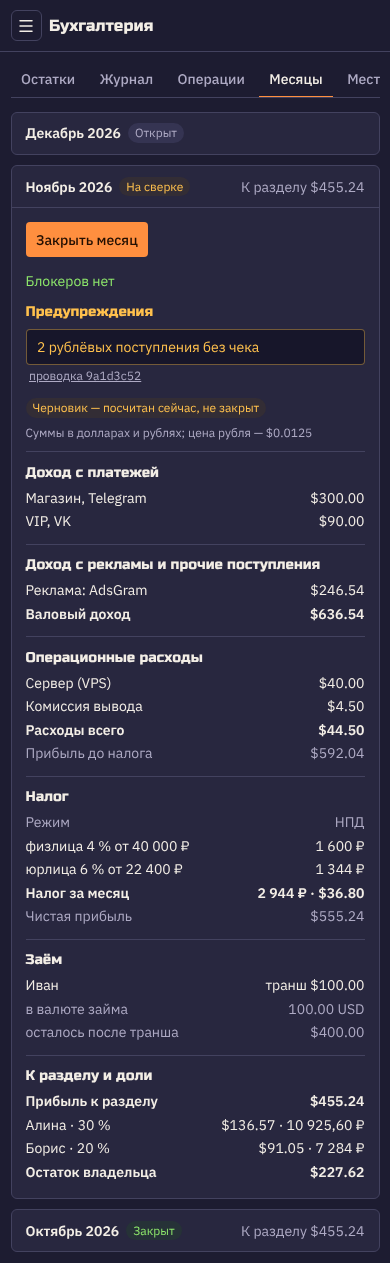 Бухгалтерия
Остатки Журнал Операции Месяцы Мест
Декабрь 2026 Открыт
Ноябрь 2026 На сверке К разделу $455.24
Закрыть месяц
Блокеров нет
Предупреждения
2 рублёвых поступления без чека
проводка 9a1d3c52
Черновик — посчитан сейчас, не закрыт
Суммы в долларах и рублях; цена рубля — $0.0125
Доход с платежей
Магазин, Telegram $300.00
VIP, VK $90.00
Доход с рекламы и прочие поступления
Реклама: AdsGram $246.54
Валовый доход $636.54
Операционные расходы
Сервер (VPS) $40.00
Комиссия вывода $4.50
Расходы всего $44.50
Прибыль до налога $592.04
Налог
Режим НПД
физлица 4 % от 40 000 ₽ 1 600 ₽
юрлица 6 % от 22 400 ₽ 1 344 ₽
Налог за месяц 2 944 ₽ · $36.80
Чистая прибыль $555.24
Заём
Иван транш $100.00
в валюте займа 100.00 USD
осталось после транша $400.00
К разделу и доли
Прибыль к разделу $455.24
Алина · 30 % $136.57 · 10 925,60 ₽
Борис · 20 % $91.05 · 7 284 ₽
Остаток владельца $227.62
Октябрь 2026 Закрыт К разделу $455.24